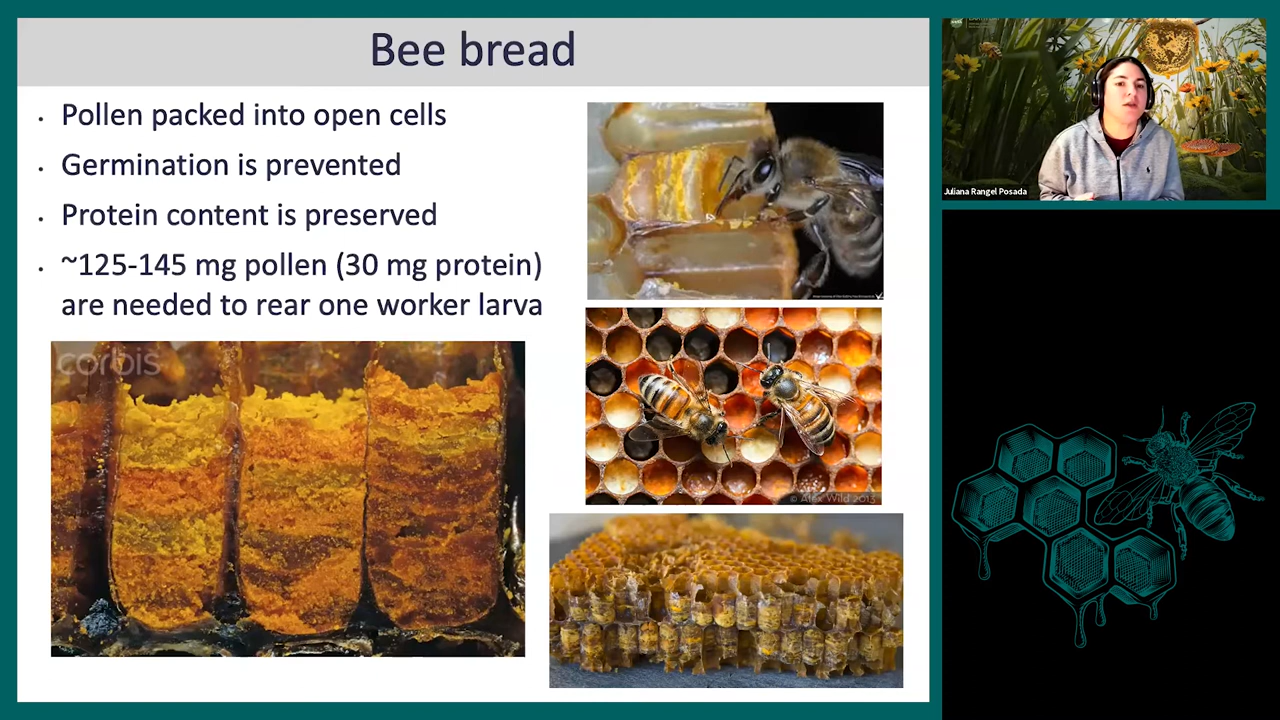 Bee bread
• Pollen packed into open cells
• Germination is prevented
• Protein content is preserved
• ~125-145 mg pollen (30 mg protein)
are needed to rear one worker larva
corbis
© Alex Wild 2013
Juliana Rangel Posada